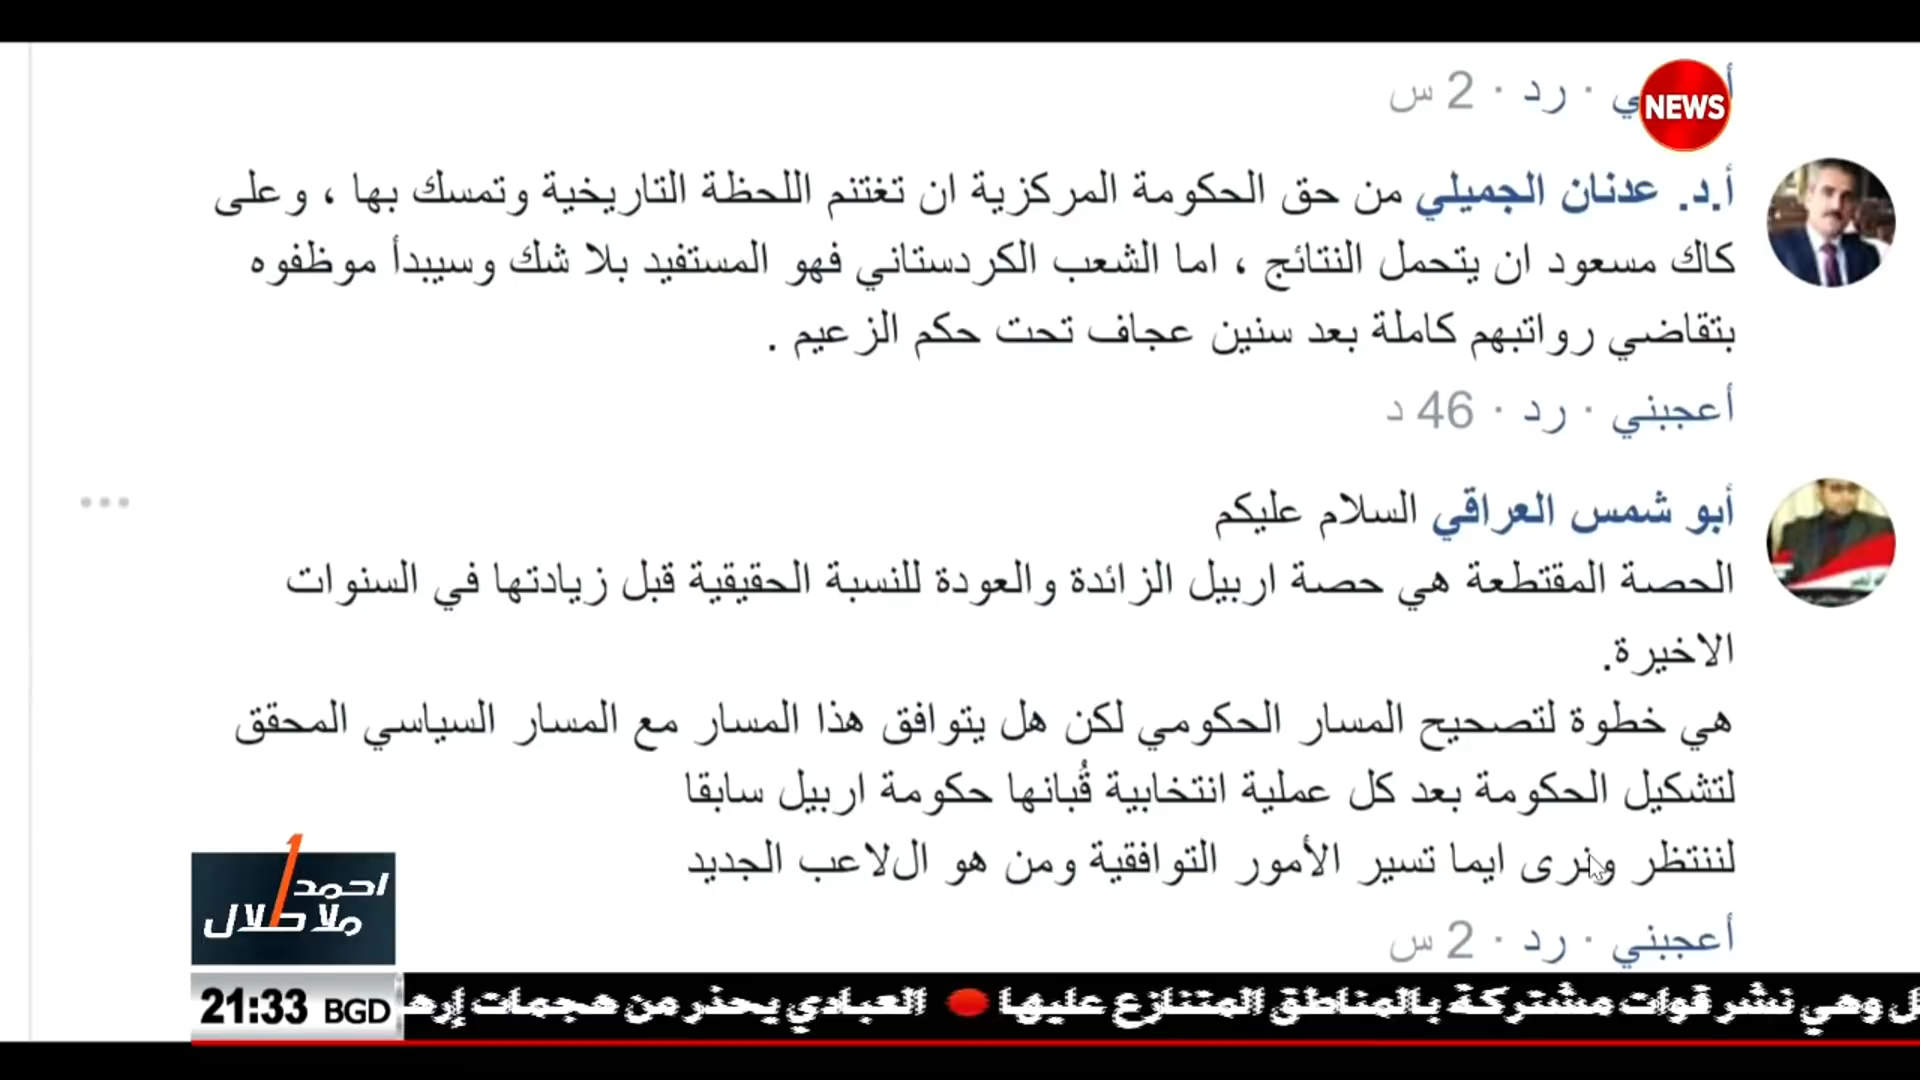 NEWS
رد · 2 س
أ.د. عدنان الجميلي من حق الحكومة المركزية ان تغتنم اللحظة التاريخية وتمسك بها ، وعلى
كاك مسعود ان يتحمل النتائج ، اما الشعب الكردستاني فهو المستفيد بلا شك وسيبدأ موظفوه
بتقاضي رواتبهم كاملة بعد سنين عجاف تحت حكم الزعيم .
أعجبني · رد · 46 د
أبو شمس العراقي السلام عليكم
الحصة المقتطعة هي حصة اربيل الزائدة والعودة للنسبة الحقيقية قبل زيادتها في السنوات
الاخيرة.
هي خطوة لتصحيح المسار الحكومي لكن هل يتوافق هذا المسار مع المسار السياسي المحقق
لتشكيل الحكومة بعد كل عملية انتخابية قُبانها حكومة اربيل سابقا
لننتظر ونرى ايما تسير الأمور التوافقية ومن هو اللاعب الجديد
أعجبني · رد · 2 س
احمد
ملا طلال
21:33 BGD
وهي نشر قوات مشتركة بالمناطق المتنازع عليها العبادي يحذر من هجمات